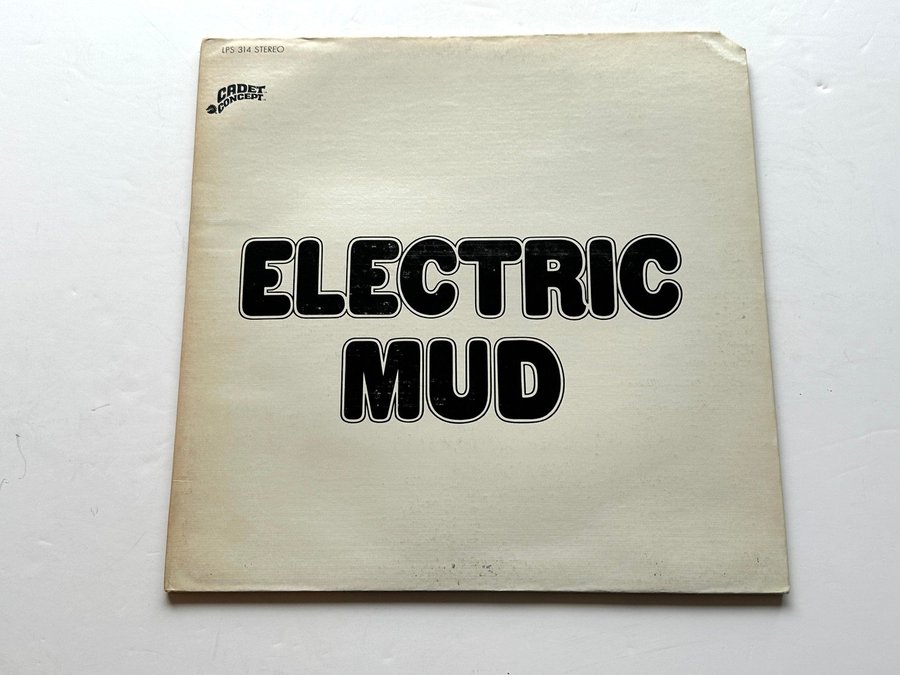 LPS 314 STEREO
CADET
CONCEPT
ELECTRIC
MUD